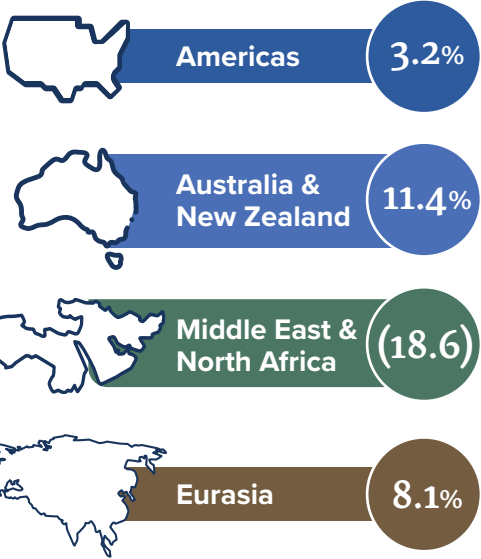 Americas
3.2%
Australia &
New Zealand
11.4%
Middle East &
North Africa
(18.6)
Eurasia
8.1%